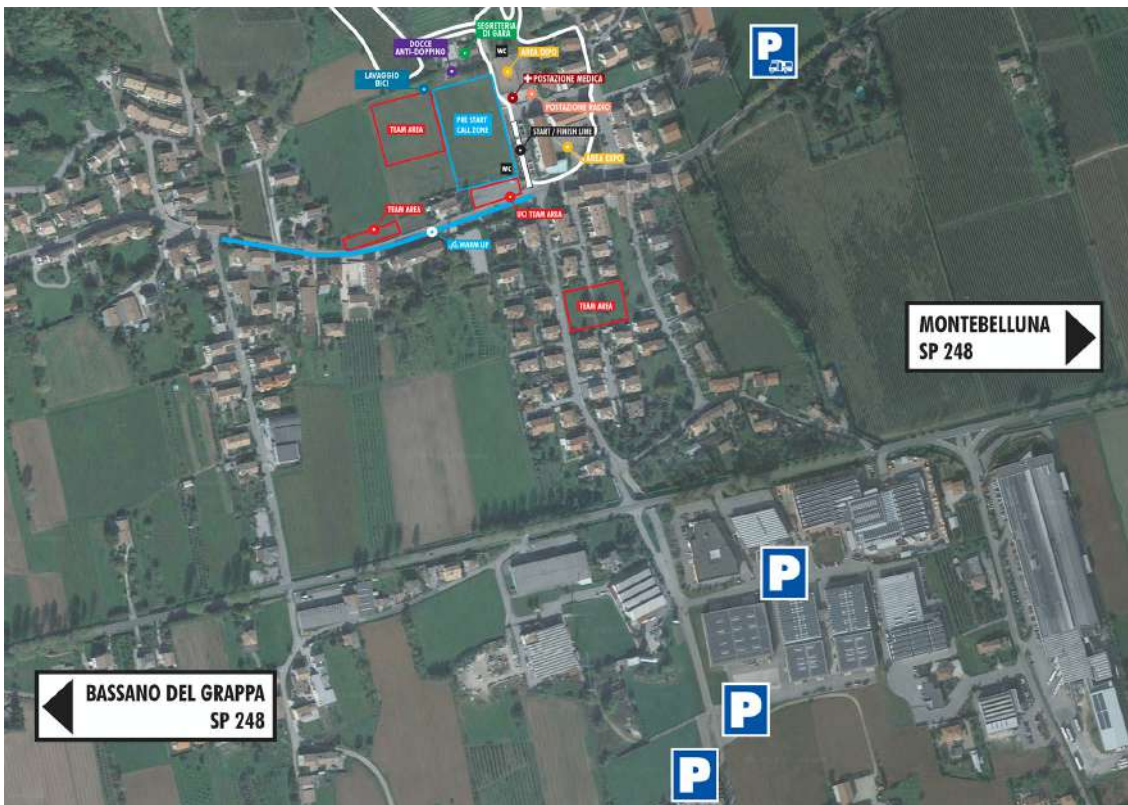 SEGRETERIA
DI GARA
P
DOCCE
ANTI-DOPPING
WC
AREA EXPO
LAVAGGIO
BICI
POSTAZIONE MEDICA
POSTAZIONE RADIO
TEAM AREA
PRE START
CALL ZONE
START / FINISH LINE
AREA EXPO
WC
TEAM AREA
UCI TEAM AREA
WARM UP
TEAM AREA
MONTEBELLUNA
SP 248
P
BASSANO DEL GRAPPA
SP 248
P
P